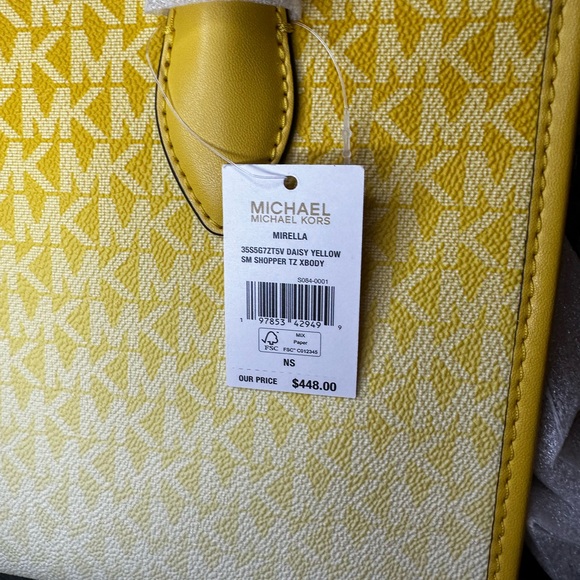 MICHAEL
MICHAEL KORS
MIRELLA
35S5G7ZT5V DAISY YELLOW
SM SHOPPER TZ XBODY
S084-0001
1 97853 42949 9
FSC
MIX
Paper
FSC® C012345
NS
OUR PRICE $448.00